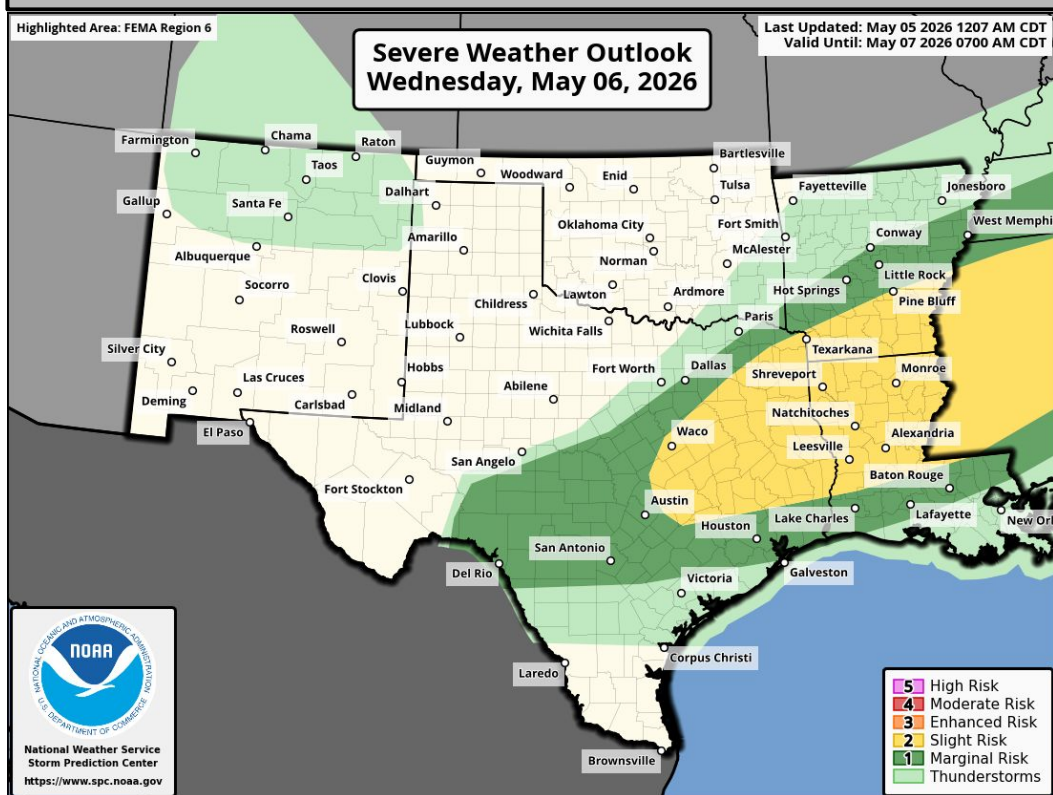 Highlighted Area: FEMA Region 6
Severe Weather Outlook
Wednesday, May 06, 2026
Last Updated: May 05 2026 1207 AM CDT
Valid Until: May 07 2026 0700 AM CDT
Farmington
Chama
Raton
Taos
Gallup
Santa Fe
Albuquerque
Socorro
Clovis
Roswell
Silver City
Las Cruces
Deming
Carlsbad
Hobbs
El Paso
Guymon
Woodward
Enid
Bartlesville
Tulsa
Dalhart
Amarillo
Oklahoma City
Norman
McAlester
Fort Smith
Fayetteville
Jonesboro
Conway
West Memphi
Little Rock
Hot Springs
Pine Bluff
Childress
Lawton
Ardmore
Wichita Falls
Paris
Lubbock
Texarkana
Fort Worth
Dallas
Shreveport
Monroe
Abilene
Midland
Natchitoches
Waco
Leesville
Alexandria
San Angelo
Fort Stockton
Baton Rouge
Austin
Houston
Lake Charles
Lafayette
New Orl
San Antonio
Del Rio
Victoria
Galveston
Laredo
Corpus Christi
Brownsville
NATIONAL OCEANIC AND ATMOSPHERIC ADMINISTRATION
NOAA
U.S. DEPARTMENT OF COMMERCE
National Weather Service
Storm Prediction Center
https://www.spc.noaa.gov
5 High Risk
4 Moderate Risk
3 Enhanced Risk
2 Slight Risk
1 Marginal Risk
Thunderstorms